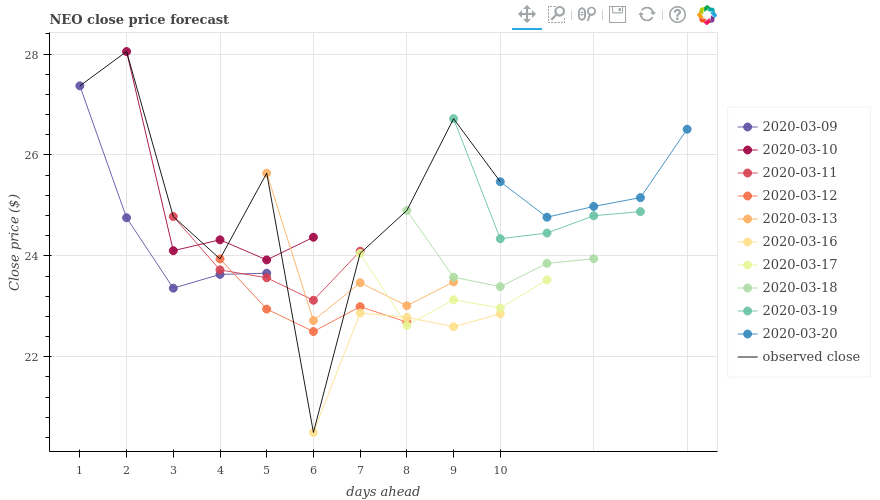 NEO close price forecast
28
26
24
22
Close price ($)
1 2 3 4 5 6 7 8 9 10
days ahead
2020-03-09
2020-03-10
2020-03-11
2020-03-12
2020-03-13
2020-03-16
2020-03-17
2020-03-18
2020-03-19
2020-03-20
observed close